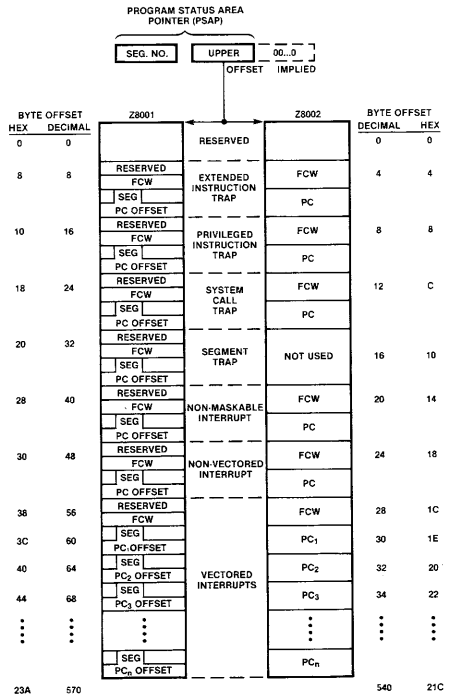 PROGRAM STATUS AREA
POINTER (PSAP)
SEG. NO. UPPER 00...0
OFFSET IMPLIED
BYTE OFFSET Z8001 Z8002 BYTE OFFSET
HEX DECIMAL DECIMAL HEX
0 0 RESERVED 0 0
8 8 RESERVED
FCW
SEG
PC OFFSET
EXTENDED
INSTRUCTION
TRAP
FCW
PC
4 4
10 16 RESERVED
FCW
SEG
PC OFFSET
PRIVILEGED
INSTRUCTION
TRAP
FCW
PC
8 8
18 24 RESERVED
FCW
SEG
PC OFFSET
SYSTEM
CALL
TRAP
FCW
PC
12 C
20 32 RESERVED
FCW
SEG
PC OFFSET
SEGMENT
TRAP
NOT USED
16 10
28 40 RESERVED
FCW
SEG
PC OFFSET
NON-MASKABLE
INTERRUPT
FCW
PC
20 14
30 48 RESERVED
FCW
SEG
PC OFFSET
NON-VECTORED
INTERRUPT
FCW
PC
24 18
38 56 RESERVED
FCW
FCW
28 1C
3C 60 SEG
PC1 OFFSET
PC1
30 1E
40 64 SEG
PC2 OFFSET
VECTORED
INTERRUPTS
PC2
32 20
44 68 SEG
PC3 OFFSET
PC3
34 22
SEG
PCn OFFSET
PCn
23A 570 540 21C